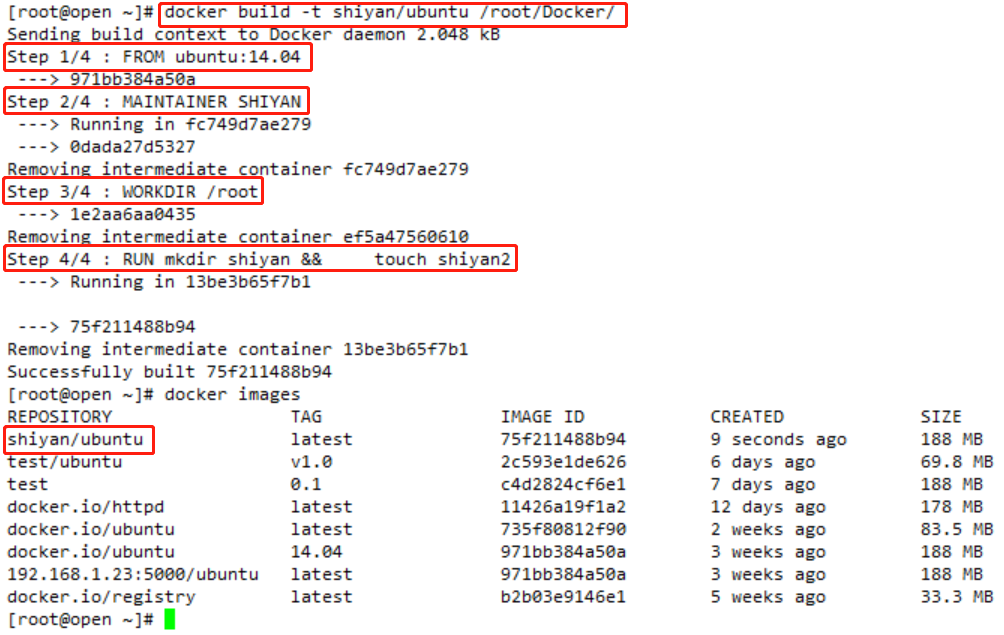 [root@open ~]# docker build -t shiyan/ubuntu /root/Docker/
Sending build context to Docker daemon 2.048 kB
Step 1/4 : FROM ubuntu:14.04
 ---> 971bb384a50a
Step 2/4 : MAINTAINER SHIYAN
 ---> Running in fc749d7ae279
 ---> 0dada27d5327
Removing intermediate container fc749d7ae279
Step 3/4 : WORKDIR /root
 ---> 1e2aa6aa0435
Removing intermediate container ef5a47560610
Step 4/4 : RUN mkdir shiyan &&     touch shiyan2
 ---> Running in 13be3b65f7b1
 ---> 75f211488b94
Removing intermediate container 13be3b65f7b1
Successfully built 75f211488b94
[root@open ~]# docker images
REPOSITORY                 TAG                 IMAGE ID            CREATED             SIZE
shiyan/ubuntu              latest              75f211488b94        9 seconds ago       188 MB
test/ubuntu                v1.0                2c593e1de626        6 days ago          69.8 MB
test                       0.1                 c4d2824cf6e1        7 days ago          188 MB
docker.io/httpd            latest              11426a19f1a2        12 days ago         178 MB
docker.io/ubuntu           latest              735f80812f90        2 weeks ago         83.5 MB
docker.io/ubuntu           14.04               971bb384a50a        3 weeks ago         188 MB
192.168.1.23:5000/ubuntu   latest              971bb384a50a        3 weeks ago         188 MB
docker.io/registry         latest              b2b03e9146e1        5 weeks ago         33.3 MB
[root@open ~]#